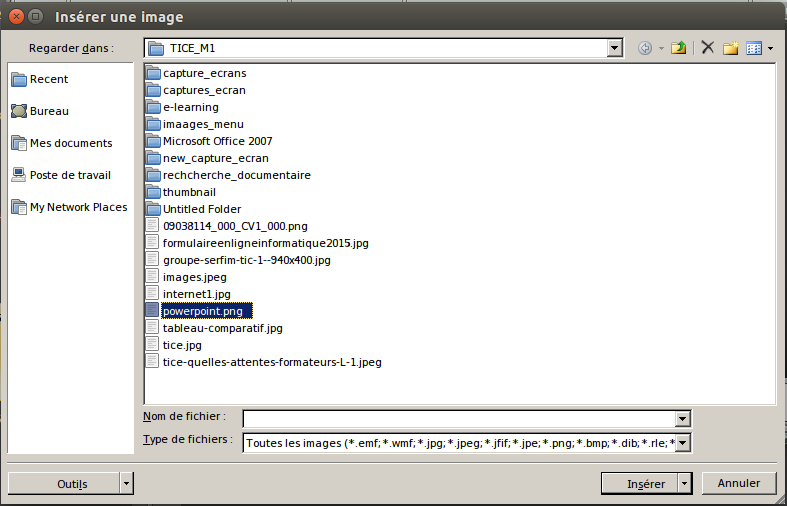 Insérer une image
Regarder dans :
TICE_M1
Recent
Bureau
Mes documents
Poste de travail
My Network Places
capture_ecrans
captures_ecran
e-learning
imaages_menu
Microsoft Office 2007
new_capture_ecran
rechcherche_documentaire
thumbnail
Untitled Folder
09038114_000_CV1_000.png
formulaireenligneinformatique2015.jpg
groupe-serfim-tic-1--940x400.jpg
images.jpeg
internet1.jpg
powerpoint.png
tableau-comparatif.jpg
tice.jpg
tice-quelles-attentes-formateurs-L-1.jpeg
Nom de fichier :
Type de fichiers :
Toutes les images (*.emf;*.wmf;*.jpg;*.jpeg;*.jfif;*.jpe;*.png;*.bmp;*.dib;*.rle;*
Outils
Insérer
Annuler